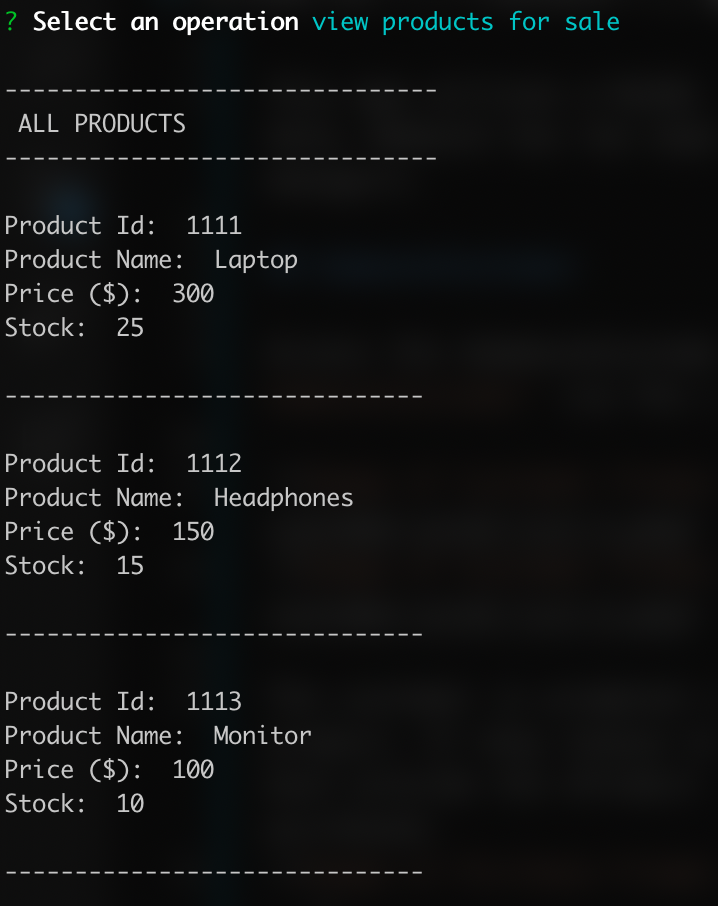 ? Select an operation view products for sale
-------------------------------
ALL PRODUCTS
-------------------------------
Product Id:  1111
Product Name:  Laptop
Price ($):  300
Stock:  25
------------------------------
Product Id:  1112
Product Name:  Headphones
Price ($):  150
Stock:  15
------------------------------
Product Id:  1113
Product Name:  Monitor
Price ($):  100
Stock:  10
------------------------------